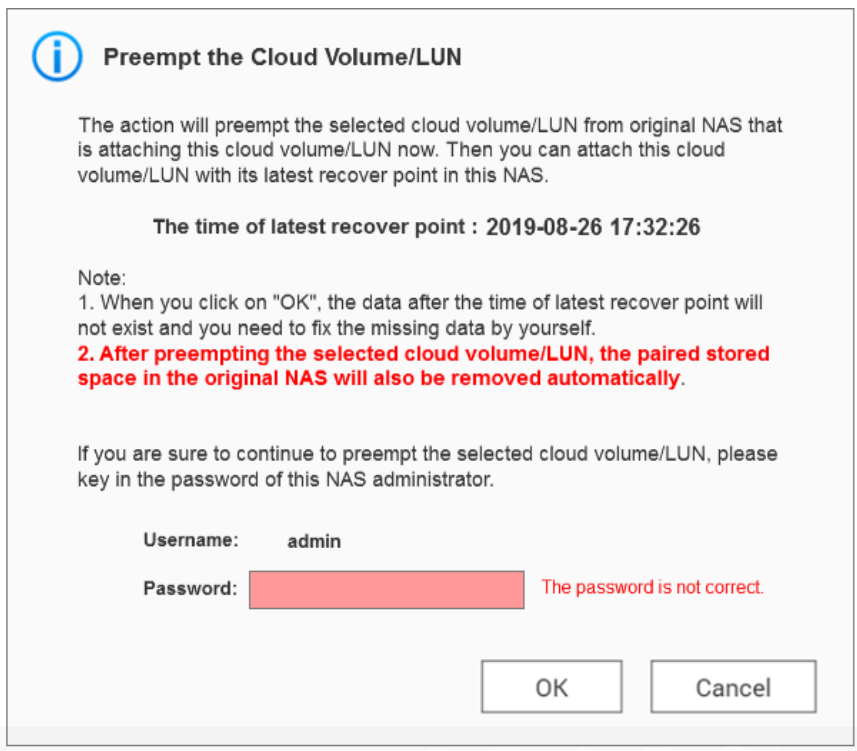 Preempt the Cloud Volume/LUN
The action will preempt the selected cloud volume/LUN from original NAS that
is attaching this cloud volume/LUN now. Then you can attach this cloud
volume/LUN with its latest recover point in this NAS.
The time of latest recover point : 2019-08-26 17:32:26
Note:
1. When you click on "OK", the data after the time of latest recover point will
not exist and you need to fix the missing data by yourself.
2. After preempting the selected cloud volume/LUN, the paired stored
space in the original NAS will also be removed automatically.
If you are sure to continue to preempt the selected cloud volume/LUN, please
key in the password of this NAS administrator.
Username: admin
Password: The password is not correct.
OK Cancel